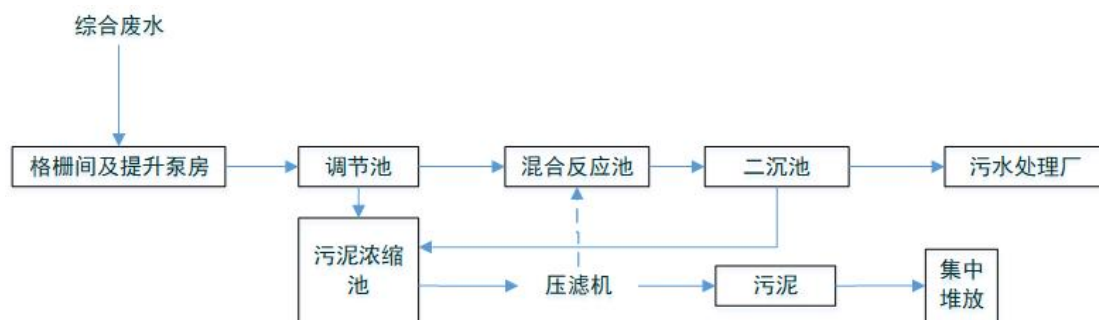 综合废水
格栅间及提升泵房
调节池
混合反应池
二沉池
污水处理厂
污泥浓缩
池
压滤机
污泥
集中
堆放